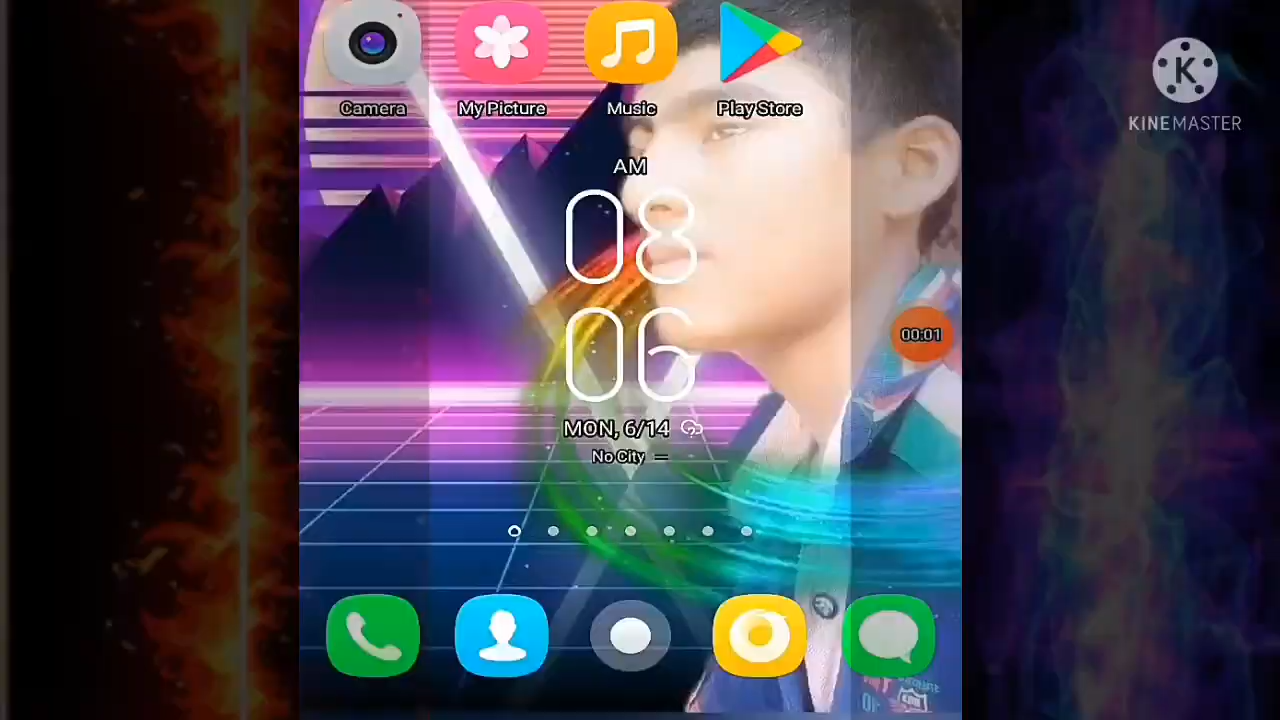 Camera
My Picture
Music
Play Store
K
KINEMASTER
AM
08
06
00:01
MON, 6/14
No City